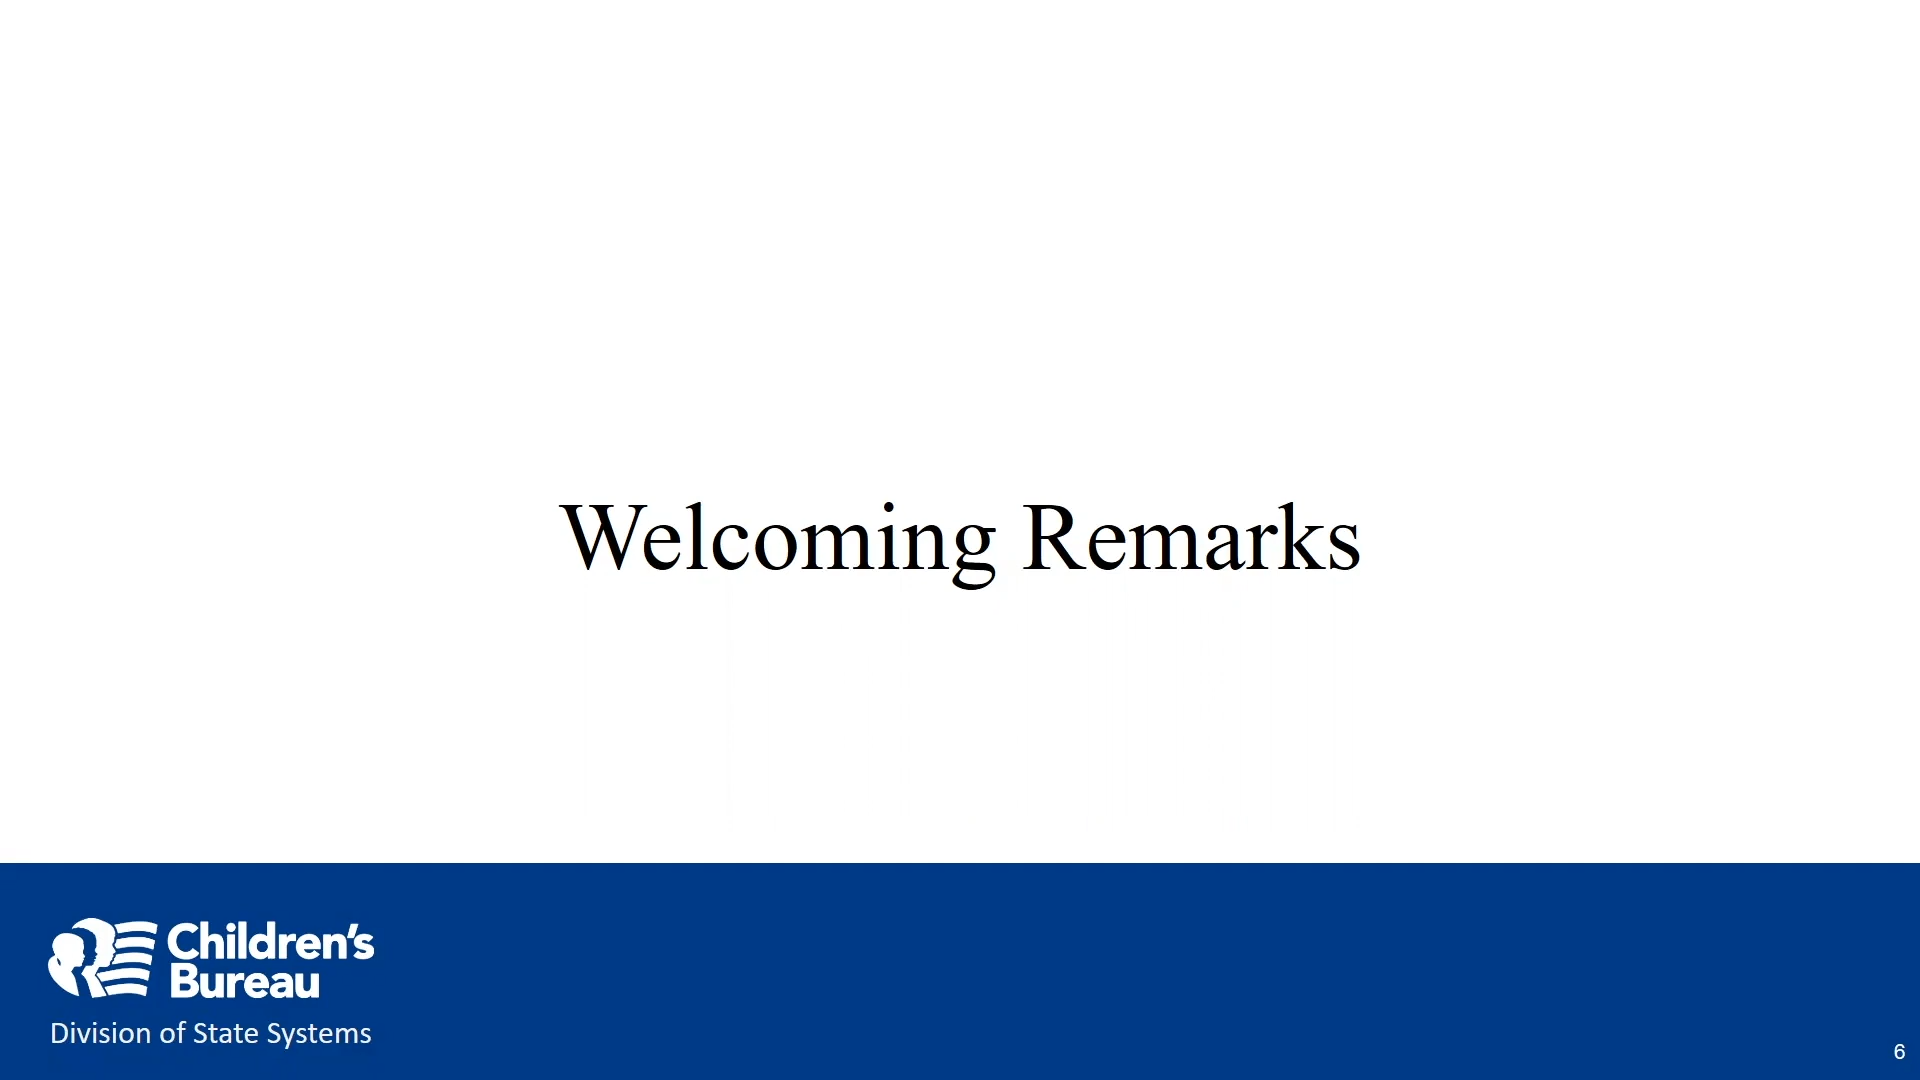 Welcoming Remarks
Children's
Bureau
Division of State Systems
6